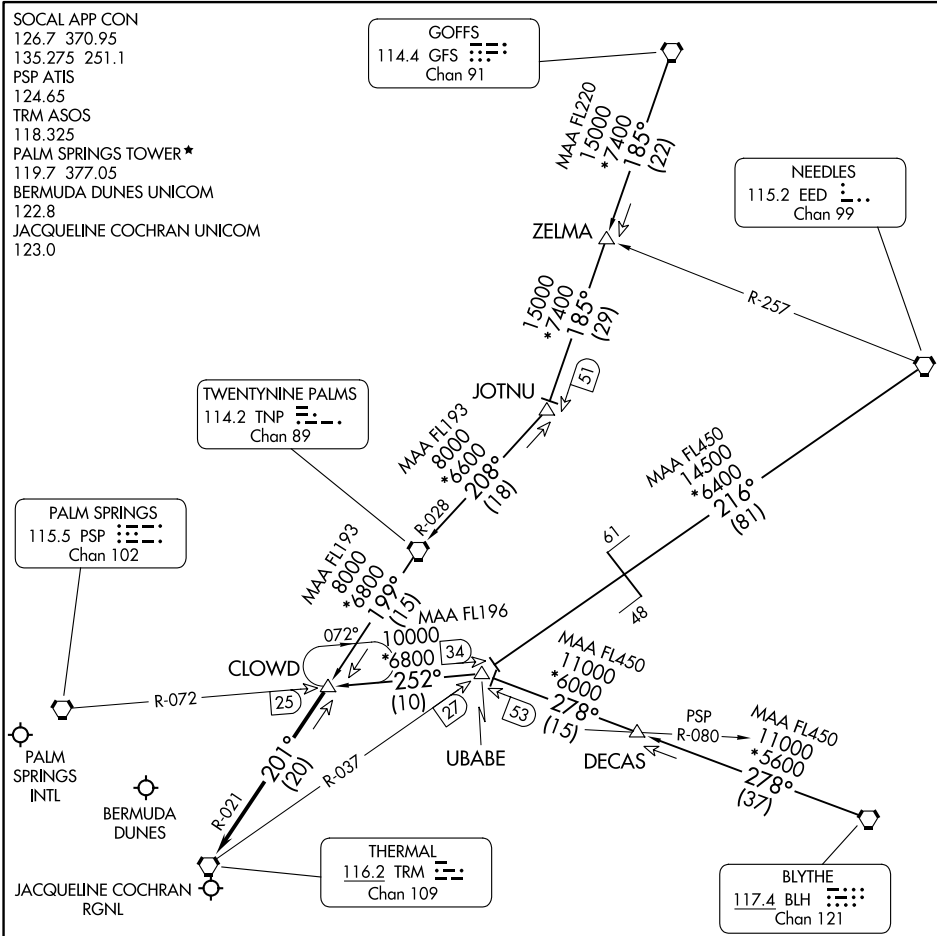 SOCAL APP CON
126.7 370.95
135.275 251.1
PSP ATIS
124.65
TRM ASOS
118.325
PALM SPRINGS TOWER★
119.7 377.05
BERMUDA DUNES UNICOM
122.8
JACQUELINE COCHRAN UNICOM
123.0
GOFFS
114.4 GFS
Chan 91
MAA FL220
15000
*7400
185°
(22)
NEEDLES
115.2 EED
Chan 99
ZELMA
R-257
15000
*7400
185°
(29)
51
JOTNU
TWENTYNINE PALMS
114.2 TNP
Chan 89
MAA FL193
8000
*6600
208°
(18)
R-028
MAA FL450
14500
*6400
216°
(81)
61
48
PALM SPRINGS
115.5 PSP
Chan 102
MAA FL193
8000
*6800
199°
(15)
072°
CLOWD
MAA FL196
10000
*6800
252°
(10)
34
R-072
25
27
53
UBABE
MAA FL450
11000
*6000
278°
(15)
DECAS
PSP
R-080
MAA FL450
11000
*5600
278°
(37)
PALM
SPRINGS
INTL
BERMUDA
DUNES
201°
(20)
R-021
R-037
JACQUELINE COCHRAN
RGNL
THERMAL
116.2 TRM
Chan 109
BLYTHE
117.4 BLH
Chan 121